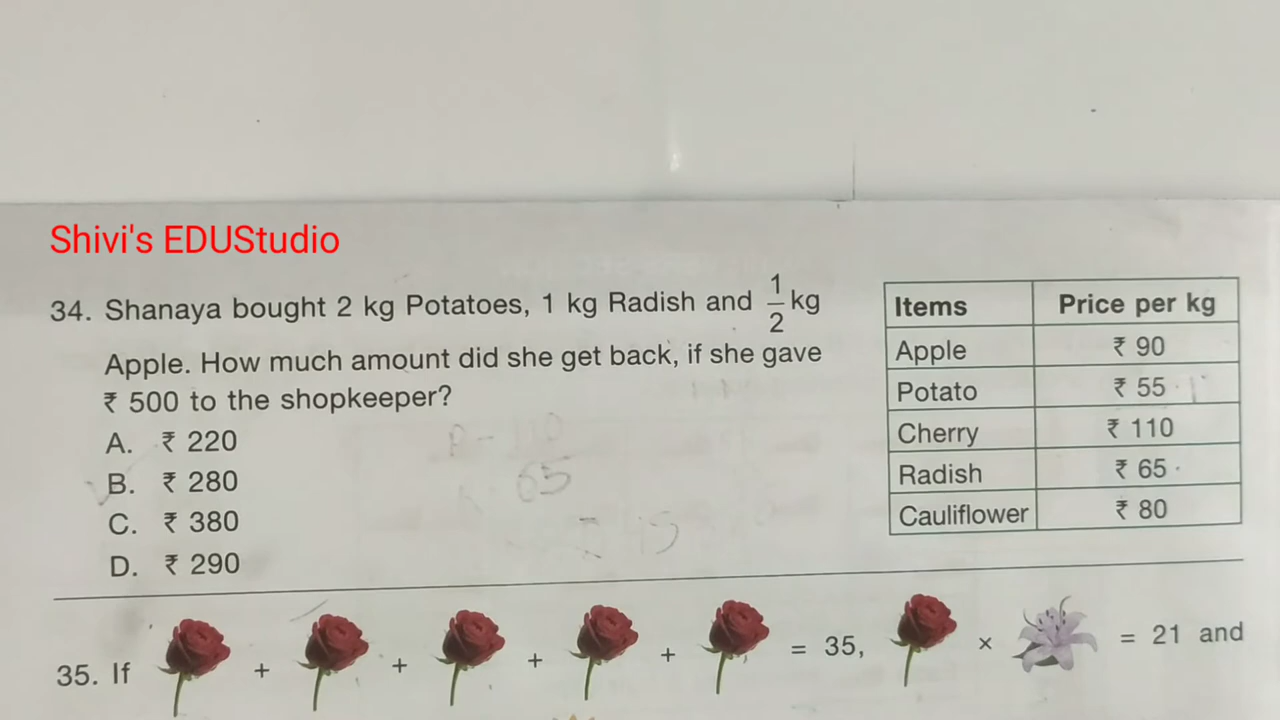 Shivi's EDUStudio
34. Shanaya bought 2 kg Potatoes, 1 kg Radish and 1/2 kg
Apple. How much amount did she get back, if she gave
₹ 500 to the shopkeeper?
A. ₹ 220
B. ₹ 280
C. ₹ 380
D. ₹ 290
Items Price per kg
Apple ₹ 90
Potato ₹ 55
Cherry ₹ 110
Radish ₹ 65
Cauliflower ₹ 80
P - 110
65
35. If + + + + = 35, × = 21 and